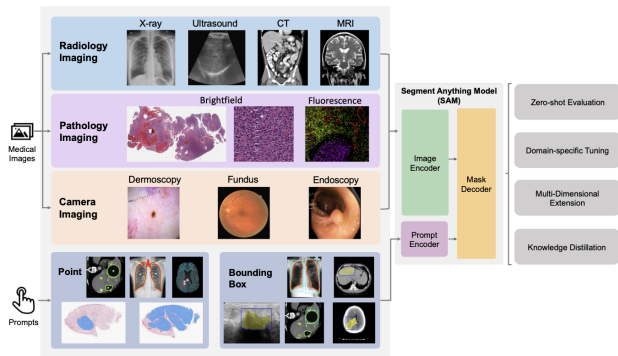 X-ray
Ultrasound
CT
MRI
Radiology
Imaging
Brightfield
Fluorescence
Pathology
Imaging
Medical
Images
Dermoscopy
Fundus
Endoscopy
Camera
Imaging
Point
Bounding
Box
Prompts
Segment Anything Model
(SAM)
Image
Encoder
Mask
Decoder
Prompt
Encoder
Zero-shot Evaluation
Domain-specific Tuning
Multi-Dimensional
Extension
Knowledge Distillation